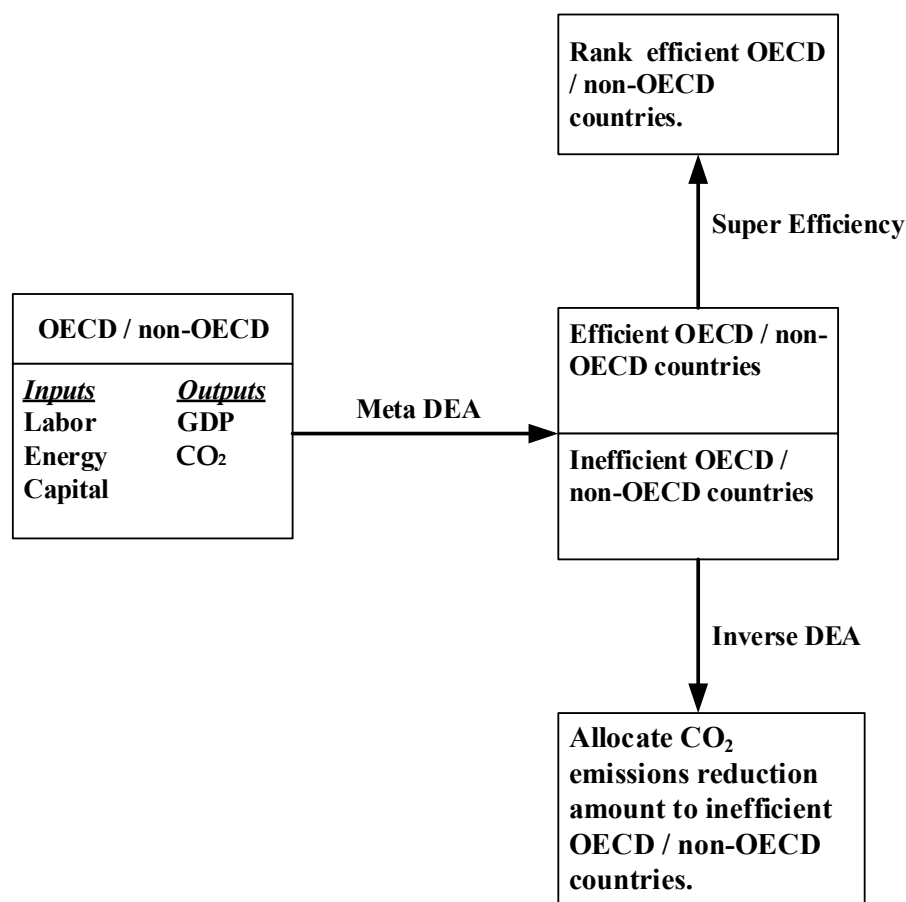 Rank efficient OECD
/ non-OECD
countries.
Super Efficiency
OECD / non-OECD
Inputs Outputs
Labor GDP
Energy CO₂
Capital
Meta DEA
Efficient OECD / non-
OECD countries
Inefficient OECD /
non-OECD countries
Inverse DEA
Allocate CO₂
emissions reduction
amount to inefficient
OECD / non-OECD
countries.